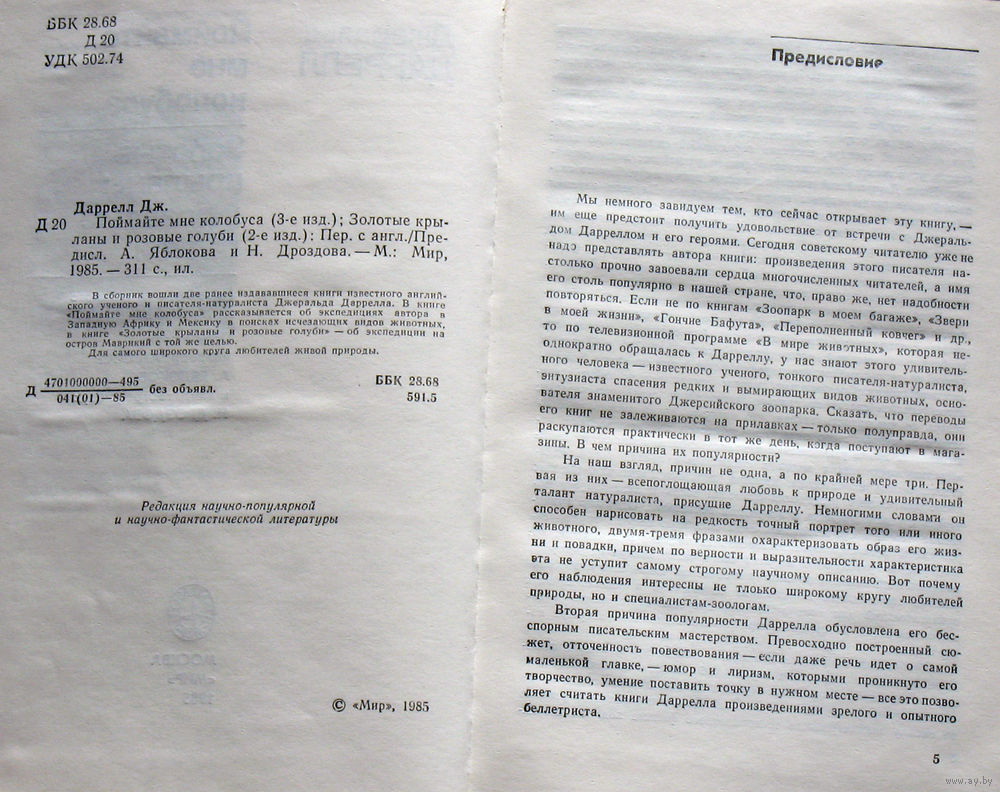 ББК 28.68
Д 20
УДК 502.74
Даррелл Дж.
Д 20 Поймайте мне колобуса (3-е изд.); Золотые кры-
ланы и розовые голуби (2-е изд.); Пер. с англ./Пре-
дисл. А. Яблокова и Н. Дроздова. — М.: Мир,
1985. — 311 с., ил.
В сборник вошли две ранее издававшиеся книги известного английс-
ского ученого и писателя-натуралиста Джеральда Даррелла. В книге
«Поймайте мне колобуса» рассказывается об экспедициях автора в
Западную Африку и Мексику в поисках исчезающих видов животных,
в книге «Золотые крыланы и розовые голуби» — об экспедиции на
остров Маврикий с той же целью.
Для самого широкого круга любителей живой природы.
Д 4701000000—495 без объявл.
041(01)—85
ББК 28.68
591.5
Редакция научно-популярной
и научно-фантастической литературы
© «Мир», 1985
Предисловие
Мы немного завидуем тем, кто сейчас открывает эту книгу, —
им еще предстоит получить удовольствие от встречи с Джераль-
дом Дарреллом и его героями. Сегодня советскому читателю уже не
надо представлять автора книги: произведения этого писателя на-
столько прочно завоевали сердца многочисленных читателей, а имя
его столь популярно в нашей стране, что, право же, нет надобности
повторяться. Если не по книгам «Зоопарк в моем багаже», «Звери
в моей жизни», «Гончие Бафута», «Переполненный ковчег» и др.,
то по телевизионной программе «В мире животных», которая не-
однократно обращалась к Дарреллу, у нас знают этого удивитель-
ного человека — известного ученого, тонкого писателя-натуралиста,
энтузиаста спасения редких и вымирающих видов животных, осно-
вателя знаменитого Джерсийского зоопарка. Сказать, что переводы
его книг не залеживаются на прилавках — только полуправда, они
раскупаются практически в тот же день, когда поступают в мага-
зины. В чем причина их популярности?
На наш взгляд, причин не одна, а по крайней мере три. Пер-
вая из них — всепоглощающая любовь к природе и удивительный
талант натуралиста, присущие Дарреллу. Немногими словами он
способен нарисовать на редкость точный портрет того или иного
животного, двумя-тремя фразами охарактеризовать образ его жиз-
ни и повадки, причем по верности и выразительности характеристика
эта не уступит самому строгому научному описанию. Вот почему
его наблюдения интересны не тлолько широкому кругу любителей
природы, но и специалистам-зоологам.
Вторая причина популярности Даррелла обусловлена его бес-
спорным писательским мастерством. Превосходно построенный сю-
жет, отточенность повествования — если даже речь идет о самой
маленькой главке, — юмор и лиризм, которыми проникнуто его
творчество, умение поставить точку в нужном месте — все это позво-
ляет считать книги Даррелла произведениями зрелого и опытного
беллетриста.
5
www.ay.by